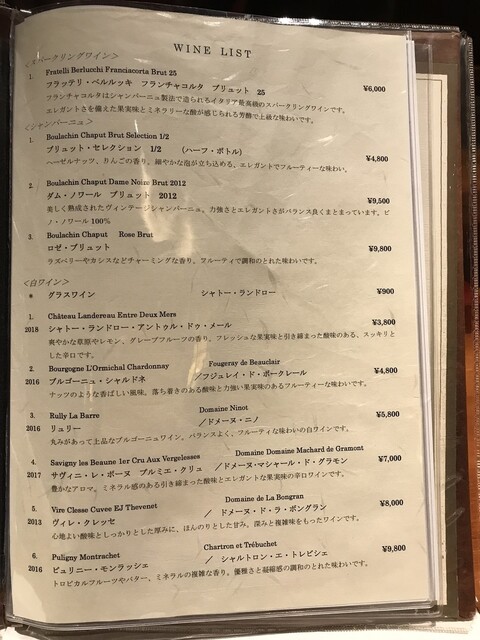 WINE LIST
<スパークリングワイン>
1. Fratelli Berlucchi Franciacorta Brut 25
フラッテリ・ベルルッキ フランチャコルタ ブリュット 25 ¥6,000
フランチャコルタはシャンパーニュ製法で造られるイタリア最高級のスパークリングワインです。
エレガントさを備えた果実味とミネラリーな酸が感じられる芳醇で上品な味わいです。
<シャンパーニュ>
1. Boulachin Chaput Brut Selection 1/2
ブリュット・セレクション 1/2 (ハーフ・ボトル) ¥4,800
ヘーゼルナッツ、りんごの香り。細やかな泡が立ち込める、エレガントでフルーティーな味わい。
2. Boulachin Chaput Dame Noire Brut 2012
ダム・ノワール ブリュット 2012 ¥9,500
美しく熟成されたヴィンテージシャンパーニュ。力強さとエレガントさがバランス良くまとまっています。ピ
ノ・ノワール 100%
3. Boulachin Chaput Rose Brut
ロゼ・ブリュット ¥9,800
ラズベリーやカシスなどチャーミングな香り。フルーティで調和のとれた味わい。
<白ワイン>
* グラスワイン シャトー・ランドロー ¥900
1. Château Landereau Entre Deux Mers
2018 シャトー・ランドロー・アントゥル・ドゥ・メール ¥3,800
爽やかな草原やレモン、グレープフルーツの香り。フレッシュな果実味と引き締まった酸味のある、スッキリと
した辛口です。
2. Bourgogne L'Ormichal Chardonnay Fougeray de Beauclair
2016 ブルゴーニュ・シャルドネ /フジュレイ・ド・ボークレール ¥4,800
ナッツのような香ばしい風味。落ち着きのある酸味と力強い果実味のあるフルーティーな味わいです。
3. Rully La Barre Domaine Ninot
2016 リュリー /ドメーヌ・ニノ ¥5,800
丸みがあって上品なブルゴーニュワイン。バランスよく、フルーティな味わいの白ワインです。
4. Savigny les Beaune 1er Cru Aux Vergelesses Domaine Domaine Machard de Gramont
2017 サヴィニ・レ・ボーヌ プルミエ・クリュ /ドメーヌ・マシャール・ド・グラモン ¥7,000
豊かなアロマ。ミネラル感のある引き締まった酸味とエレガントな果実味の辛口ワインです。
5. Vire Clesse Cuvee EJ Thevenet Domaine de La Bongran
2013 ヴィレ・クレッセ / ドメーヌ・ド・ラ・ボングラン ¥8,000
心地よい酸味としっかりとした厚みに、ほんのりとした甘み。深みと複雑味をもったワインです。
6. Puligny Montrachet Chartron et Trébuchet
2016 ピュリニー・モンラッシェ / シャルトロン・エ・トレビシェ ¥9,800
トロピカルフルーツやバター、ミネラルの複雑な香り。優雅さと凝縮感の調和のとれた味わいです。